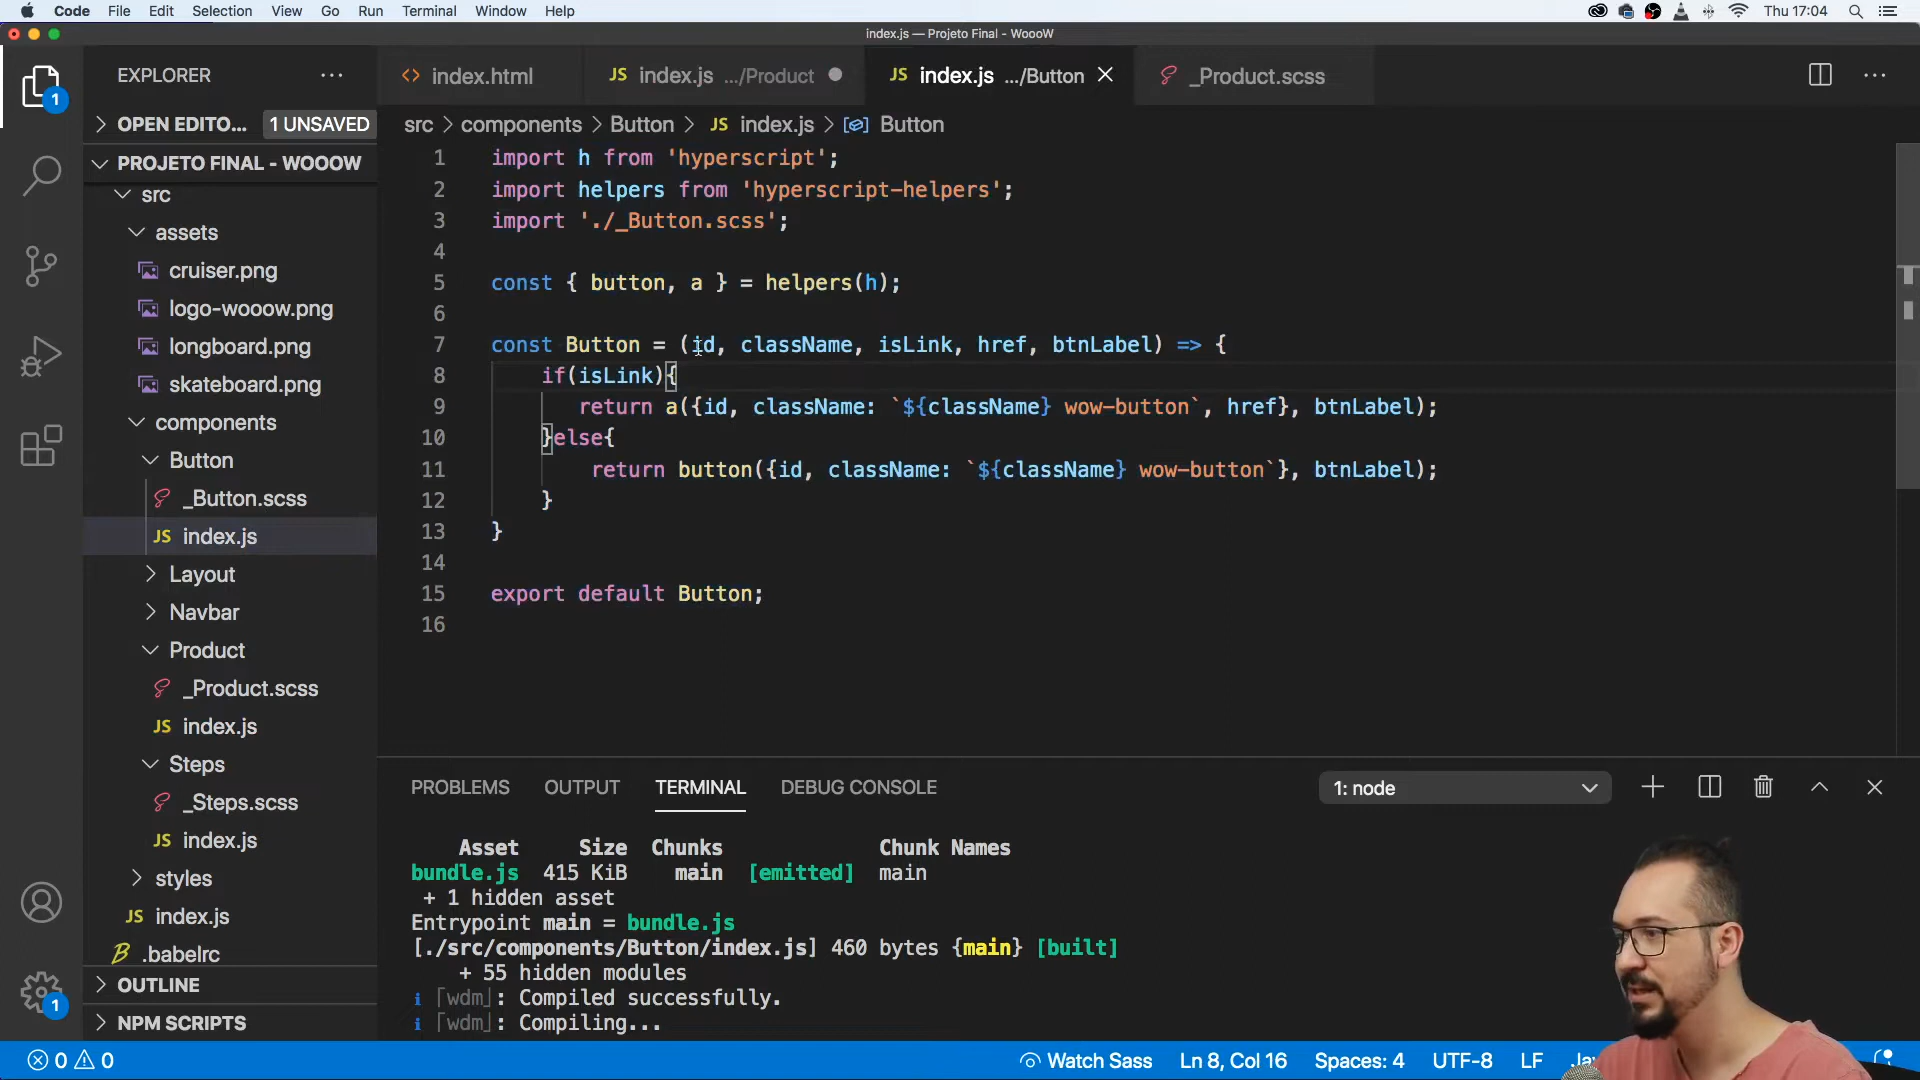 Code File Edit Selection View Go Run Terminal Window Help Thu 17:04
index.js — Projeto Final - WoooW
EXPLORER
index.html
index.js .../Product
index.js .../Button
_Product.scss
OPEN EDITO... 1 UNSAVED
PROJETO FINAL - WOOOW
src
assets
cruiser.png
logo-wooow.png
longboard.png
skateboard.png
components
Button
_Button.scss
index.js
Layout
Navbar
Product
_Product.scss
index.js
Steps
_Steps.scss
index.js
styles
index.js
.babelrc
OUTLINE
NPM SCRIPTS
src > components > Button > JS index.js > Button
1 import h from 'hyperscript';
2 import helpers from 'hyperscript-helpers';
3 import './_Button.scss';
4
5 const { button, a } = helpers(h);
6
7 const Button = (id, className, isLink, href, btnLabel) => {
8 if(isLink){
9 return a({id, className: `${className} wow-button`, href}, btnLabel);
10 }else{
11 return button({id, className: `${className} wow-button`}, btnLabel);
12 }
13 }
14
15 export default Button;
16
PROBLEMS OUTPUT TERMINAL DEBUG CONSOLE 1: node
Asset Size Chunks Chunk Names
bundle.js 415 KiB main [emitted] main
+ 1 hidden asset
Entrypoint main = bundle.js
[./src/components/Button/index.js] 460 bytes {main} [built]
+ 55 hidden modules
ℹ ｢wdm｣: Compiled successfully.
ℹ ｢wdm｣: Compiling...
0 0 Watch Sass Ln 8, Col 16 Spaces: 4 UTF-8 LF